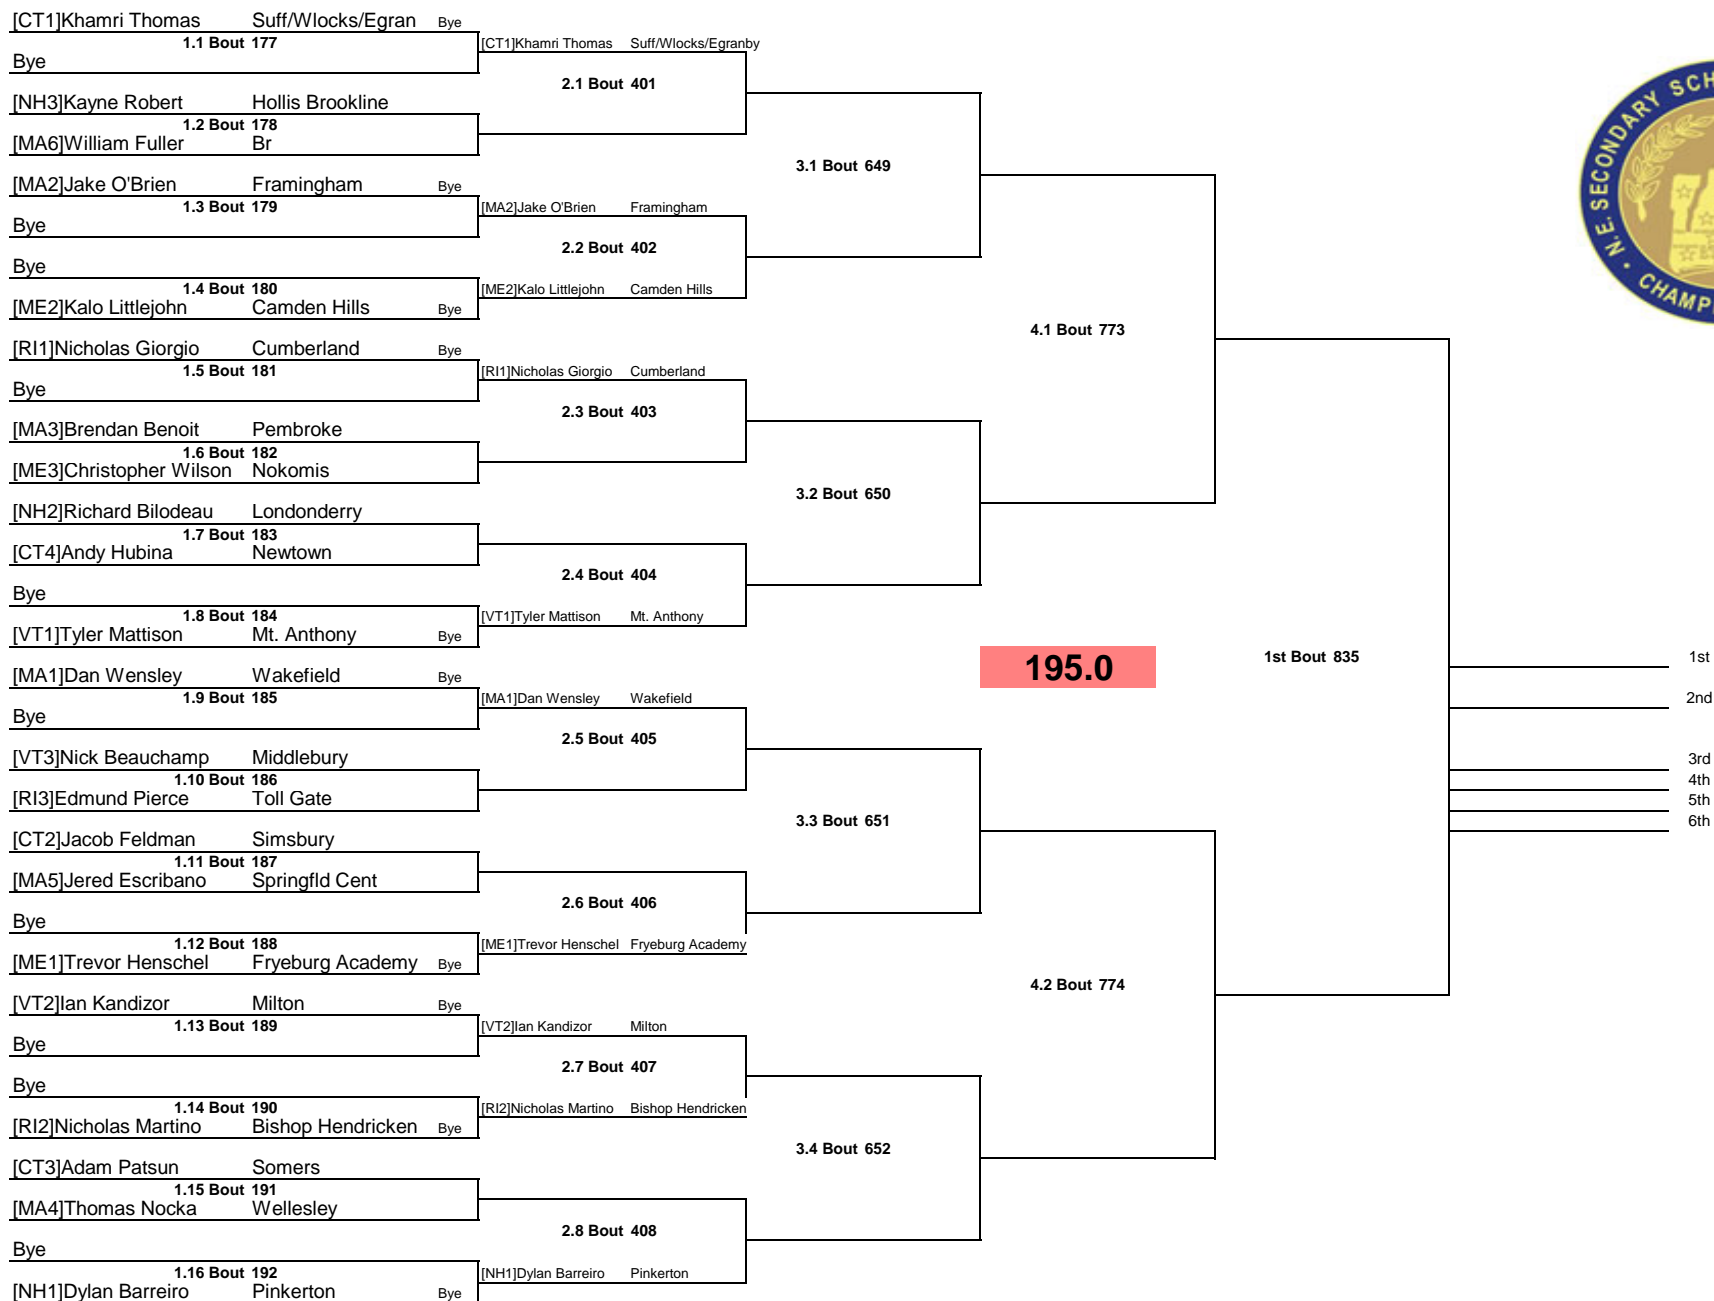 [CT1]Khamri Thomas Suff/Wlocks/Egran Bye
1.1 Bout 177
Bye
[CT1]Khamri Thomas Suff/Wlocks/Egranby
2.1 Bout 401
[NH3]Kayne Robert Hollis Brookline
1.2 Bout 178
[MA6]William Fuller Br
3.1 Bout 649
[MA2]Jake O'Brien Framingham Bye
1.3 Bout 179
Bye
[MA2]Jake O'Brien Framingham
2.2 Bout 402
Bye
1.4 Bout 180
[ME2]Kalo Littlejohn Camden Hills Bye
[ME2]Kalo Littlejohn Camden Hills
4.1 Bout 773
[RI1]Nicholas Giorgio Cumberland Bye
1.5 Bout 181
Bye
[RI1]Nicholas Giorgio Cumberland
2.3 Bout 403
[MA3]Brendan Benoit Pembroke
1.6 Bout 182
[ME3]Christopher Wilson Nokomis
3.2 Bout 650
[NH2]Richard Bilodeau Londonderry
1.7 Bout 183
[CT4]Andy Hubina Newtown
2.4 Bout 404
Bye
1.8 Bout 184
[VT1]Tyler Mattison Mt. Anthony Bye
[VT1]Tyler Mattison Mt. Anthony
195.0
1st Bout 835
1st
2nd
3rd
4th
5th
6th
[MA1]Dan Wensley Wakefield Bye
1.9 Bout 185
Bye
[MA1]Dan Wensley Wakefield
2.5 Bout 405
[VT3]Nick Beauchamp Middlebury
1.10 Bout 186
[RI3]Edmund Pierce Toll Gate
3.3 Bout 651
[CT2]Jacob Feldman Simsbury
1.11 Bout 187
[MA5]Jered Escribano Springfld Cent
2.6 Bout 406
Bye
1.12 Bout 188
[ME1]Trevor Henschel Fryeburg Academy Bye
[ME1]Trevor Henschel Fryeburg Academy
4.2 Bout 774
[VT2]Ian Kandizor Milton Bye
1.13 Bout 189
Bye
[VT2]Ian Kandizor Milton
2.7 Bout 407
Bye
1.14 Bout 190
[RI2]Nicholas Martino Bishop Hendricken Bye
[RI2]Nicholas Martino Bishop Hendricken
3.4 Bout 652
[CT3]Adam Patsun Somers
1.15 Bout 191
[MA4]Thomas Nocka Wellesley
2.8 Bout 408
Bye
1.16 Bout 192
[NH1]Dylan Barreiro Pinkerton Bye
[NH1]Dylan Barreiro Pinkerton
N.E. SECONDARY SCH
CHAMP